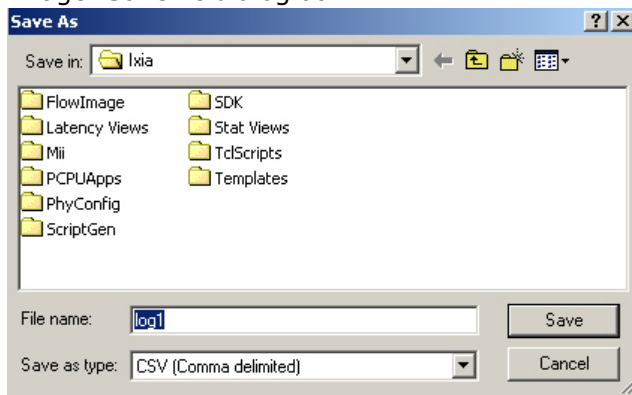 Save As
Save in: Ixia
FlowImage
Latency Views
Mii
PCPUApps
PhyConfig
ScriptGen
SDK
Stat Views
TclScripts
Templates
File name: log1 Save
Save as type: CSV (Comma delimited) Cancel